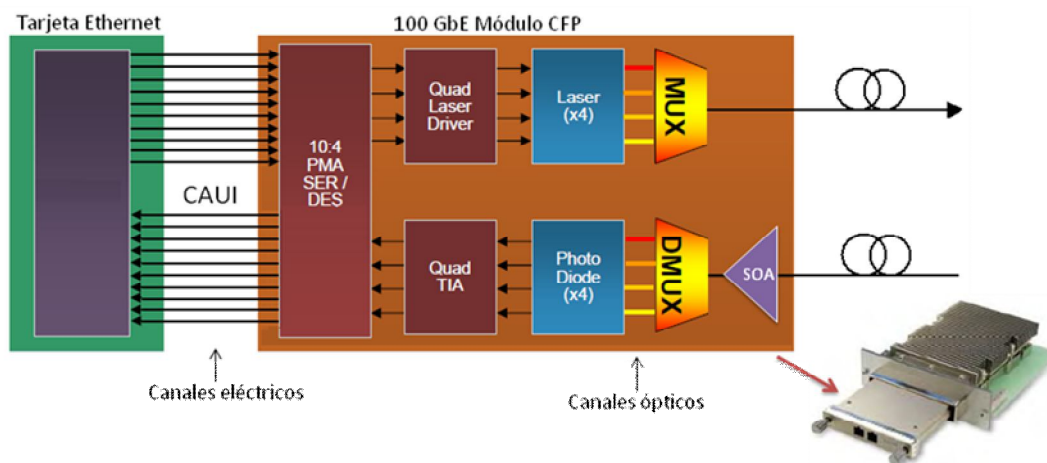 Tarjeta Ethernet
100 GbE Módulo CFP
CAUI
10:4
PMA
SER /
DES
Quad
Laser
Driver
Laser
(x4)
MUX
Quad
TIA
Photo
Diode
(x4)
DMUX
SOA
Canales eléctricos
Canales ópticos